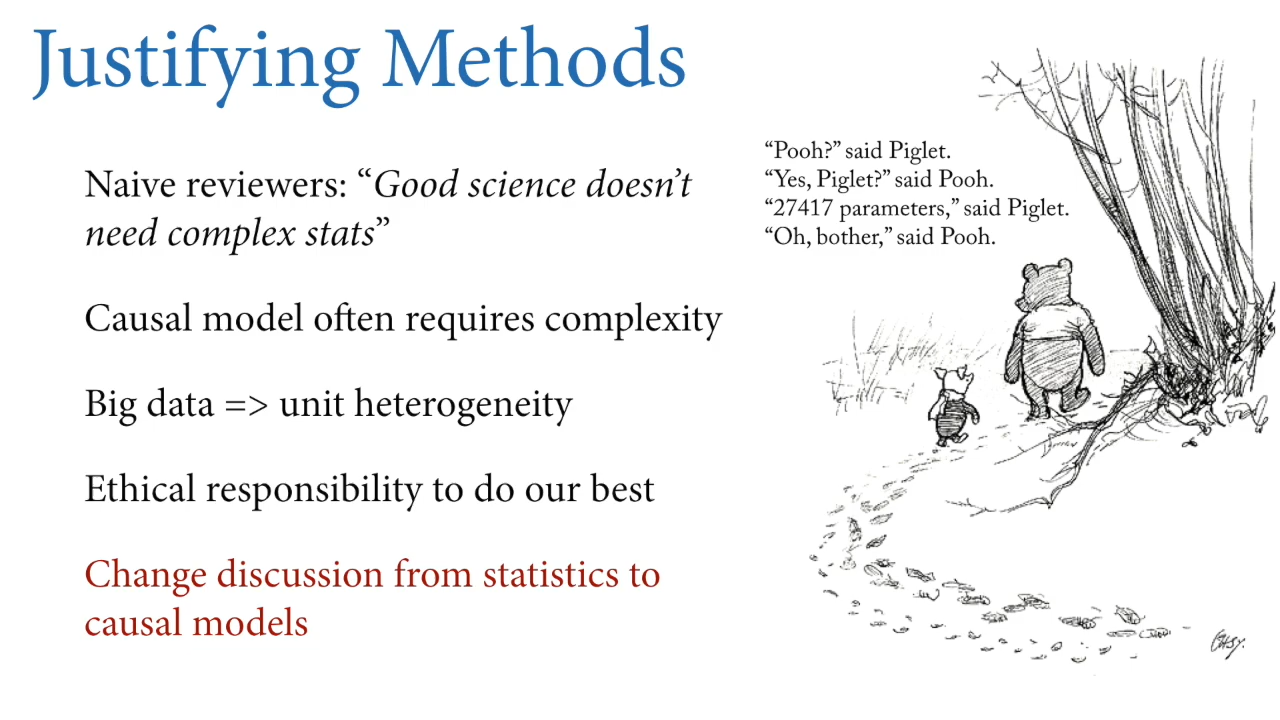 Justifying Methods
Naive reviewers: “Good science doesn’t
need complex stats”
Causal model often requires complexity
Big data => unit heterogeneity
Ethical responsibility to do our best
Change discussion from statistics to
causal models
“Pooh?” said Piglet.
“Yes, Piglet?” said Pooh.
“27417 parameters,” said Piglet.
“Oh, bother,” said Pooh.